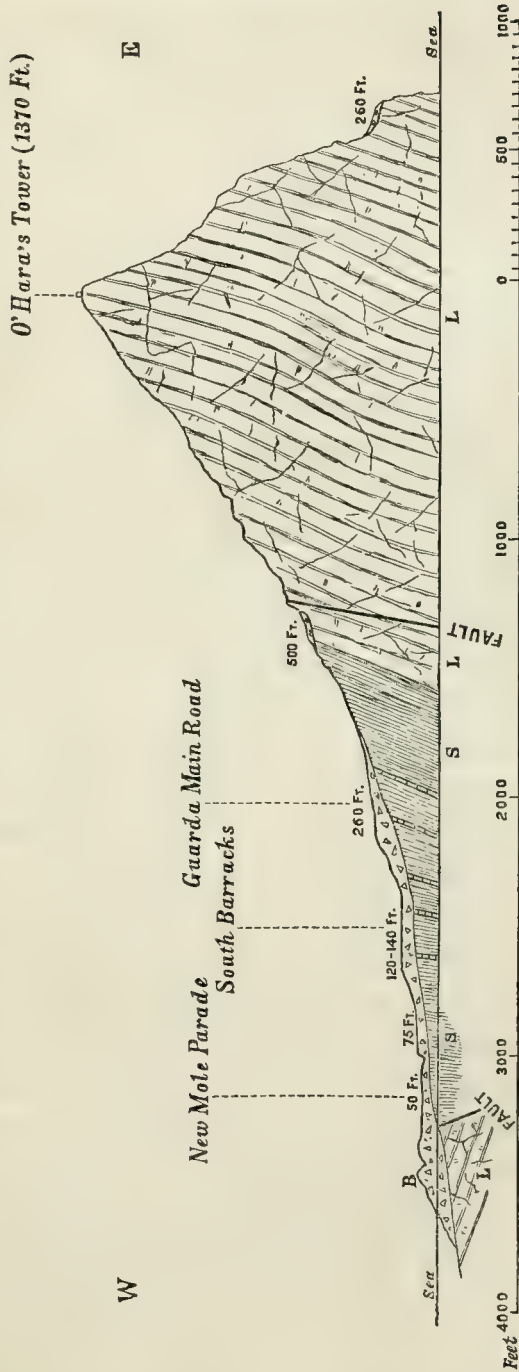 O'Hara's Tower (1370 Ft.)
W
E
New Mole Parade
South Barracks
Guarda Main Road
B
50 Ft.
75 Ft.
120-140 Ft.
260 Ft.
500 Ft.
260 Ft.
Sea
Sea
L
FAULT
S
S
L
FAULT
L
Feet 4000
3000
2000
1000
0
500
1000